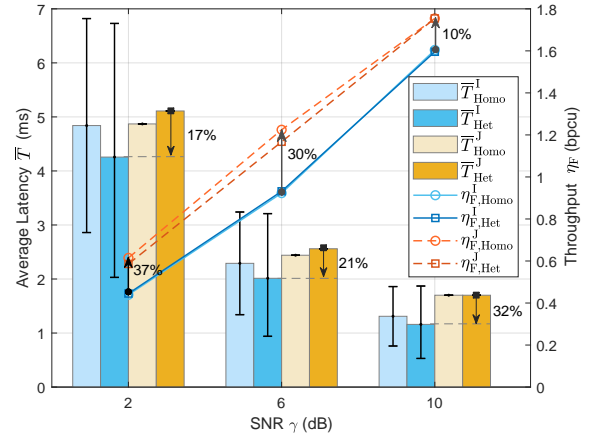 7
6
5
4
3
2
1
0
Average Latency T̅ (ms)
1.8
1.6
1.4
1.2
1
0.8
0.6
0.4
0.2
0
Throughput η_F (bpcu)
2
6
10
SNR γ (dB)
17%
37%
30%
21%
10%
32%
T̅^I_Homo
T̅^I_Het
T̅^J_Homo
T̅^J_Het
η^I_F,Homo
η^I_F,Het
η^J_F,Homo
η^J_F,Het